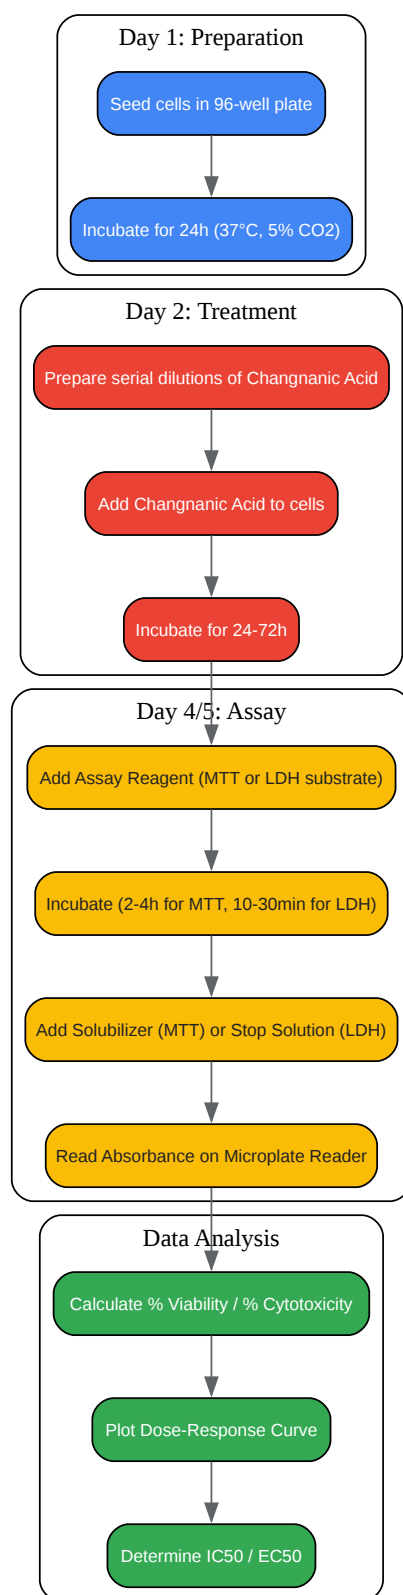 Day 1: Preparation
Seed cells in 96-well plate
Incubate for 24h (37°C, 5% CO2)
Day 2: Treatment
Prepare serial dilutions of Changnanic Acid
Add Changnanic Acid to cells
Incubate for 24-72h
Day 4/5: Assay
Add Assay Reagent (MTT or LDH substrate)
Incubate (2-4h for MTT, 10-30min for LDH)
Add Solubilizer (MTT) or Stop Solution (LDH)
Read Absorbance on Microplate Reader
Data Analysis
Calculate % Viability / % Cytotoxicity
Plot Dose-Response Curve
Determine IC50 / EC50